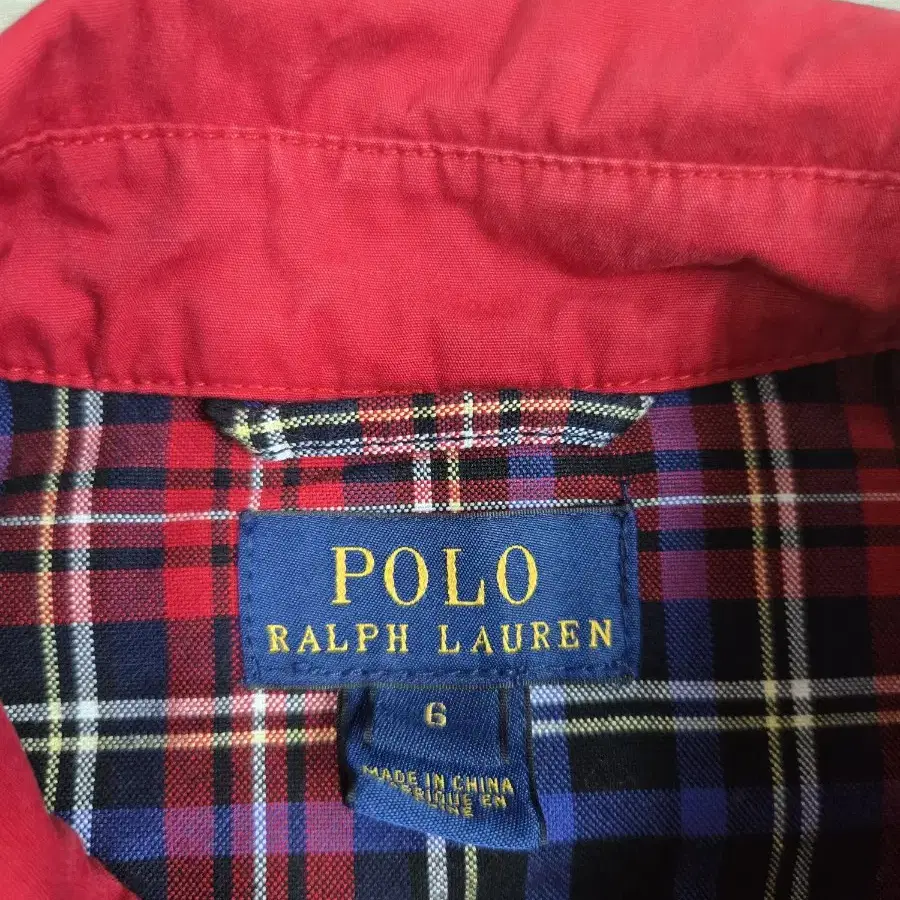 POLO
RALPH LAUREN
6
MADE IN CHINA
FABRIQUE EN
CHINE